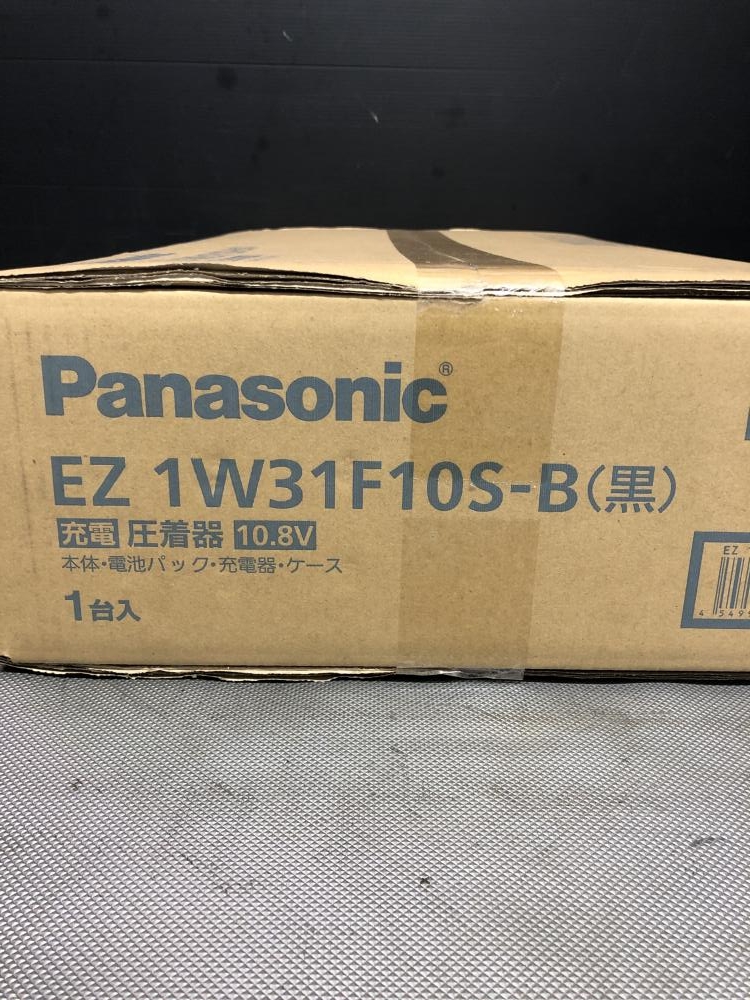 Panasonic®
EZ 1W31F10S-B(黒)
充電 圧着器 10.8V
本体・電池パック・充電器・ケース
1台入
EZ